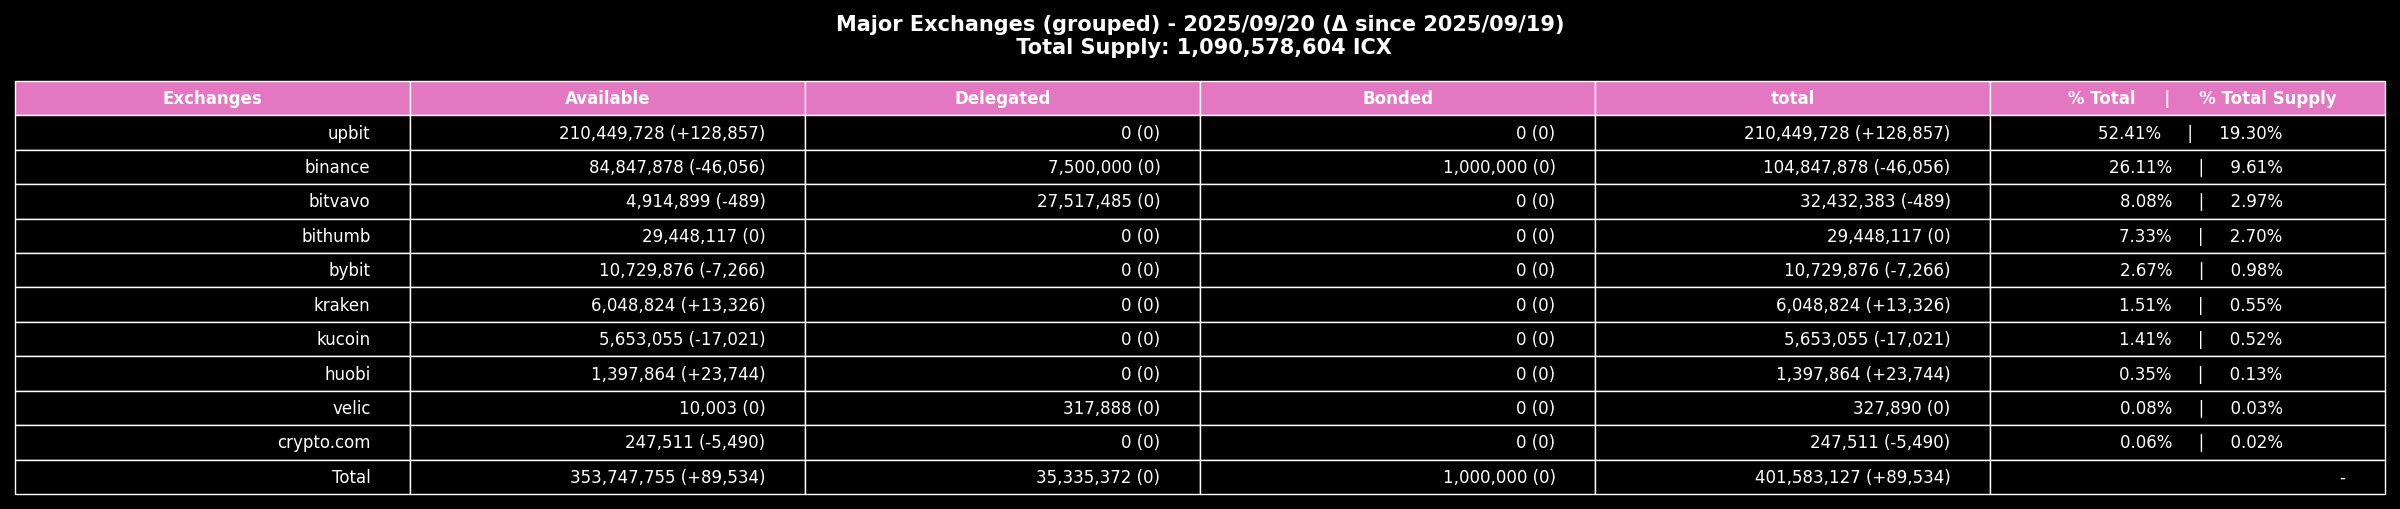 Major Exchanges (grouped) - 2025/09/20 (Δ since 2025/09/19)
Total Supply: 1,090,578,604 ICX
Exchanges Available Delegated Bonded total % Total | % Total Supply
upbit 210,449,728 (+128,857) 0 (0) 0 (0) 210,449,728 (+128,857) 52.41% | 19.30%
binance 84,847,878 (-46,056) 7,500,000 (0) 1,000,000 (0) 104,847,878 (-46,056) 26.11% | 9.61%
bitvavo 4,914,899 (-489) 27,517,485 (0) 0 (0) 32,432,383 (-489) 8.08% | 2.97%
bithumb 29,448,117 (0) 0 (0) 0 (0) 29,448,117 (0) 7.33% | 2.70%
bybit 10,729,876 (-7,266) 0 (0) 0 (0) 10,729,876 (-7,266) 2.67% | 0.98%
kraken 6,048,824 (+13,326) 0 (0) 0 (0) 6,048,824 (+13,326) 1.51% | 0.55%
kucoin 5,653,055 (-17,021) 0 (0) 0 (0) 5,653,055 (-17,021) 1.41% | 0.52%
huobi 1,397,864 (+23,744) 0 (0) 0 (0) 1,397,864 (+23,744) 0.35% | 0.13%
velic 10,003 (0) 317,888 (0) 0 (0) 327,890 (0) 0.08% | 0.03%
crypto.com 247,511 (-5,490) 0 (0) 0 (0) 247,511 (-5,490) 0.06% | 0.02%
Total 353,747,755 (+89,534) 35,335,372 (0) 1,000,000 (0) 401,583,127 (+89,534) -